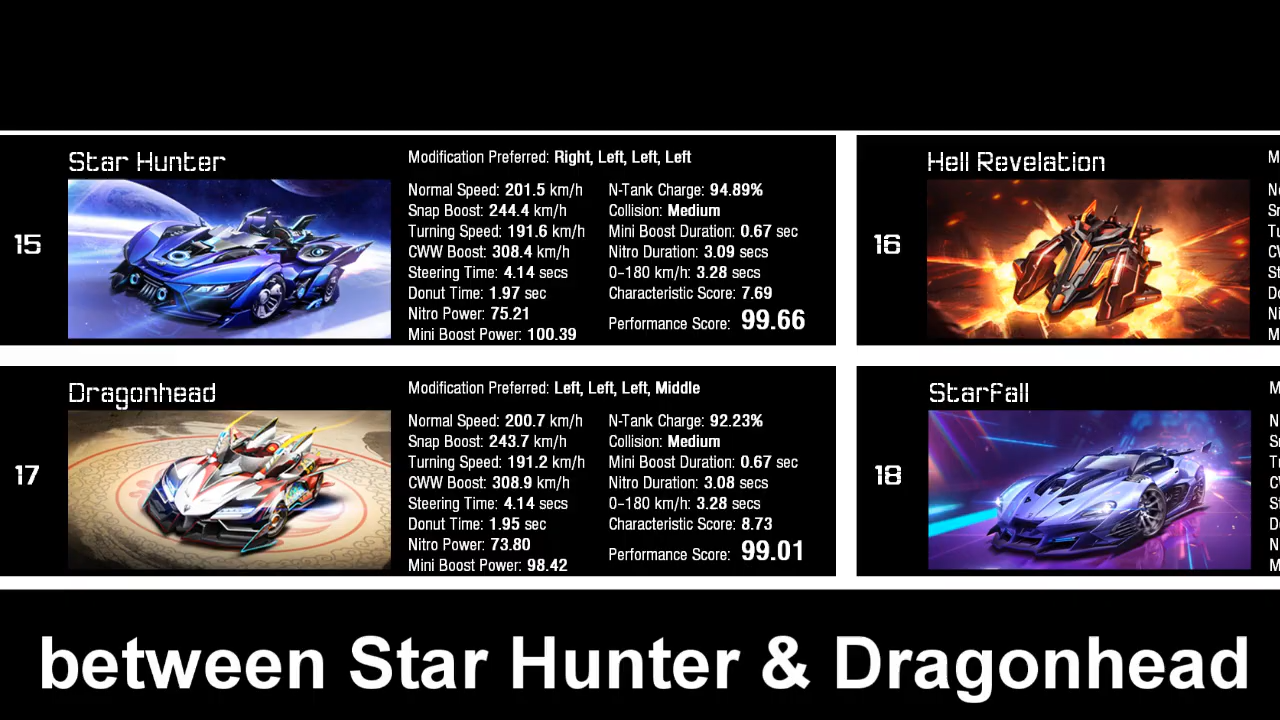 15
Star Hunter
Modification Preferred: Right, Left, Left, Left
Normal Speed: 201.5 km/h
Snap Boost: 244.4 km/h
Turning Speed: 191.6 km/h
CWW Boost: 308.4 km/h
Steering Time: 4.14 secs
Donut Time: 1.97 sec
Nitro Power: 75.21
Mini Boost Power: 100.39
N-Tank Charge: 94.89%
Collision: Medium
Mini Boost Duration: 0.67 sec
Nitro Duration: 3.09 secs
0-180 km/h: 3.28 secs
Characteristic Score: 7.69
Performance Score: 99.66
16
Hell Revelation
17
Dragonhead
Modification Preferred: Left, Left, Left, Middle
Normal Speed: 200.7 km/h
Snap Boost: 243.7 km/h
Turning Speed: 191.2 km/h
CWW Boost: 308.9 km/h
Steering Time: 4.14 secs
Donut Time: 1.95 sec
Nitro Power: 73.80
Mini Boost Power: 98.42
N-Tank Charge: 92.23%
Collision: Medium
Mini Boost Duration: 0.67 sec
Nitro Duration: 3.08 secs
0-180 km/h: 3.28 secs
Characteristic Score: 8.73
Performance Score: 99.01
18
Starfall
between Star Hunter & Dragonhead